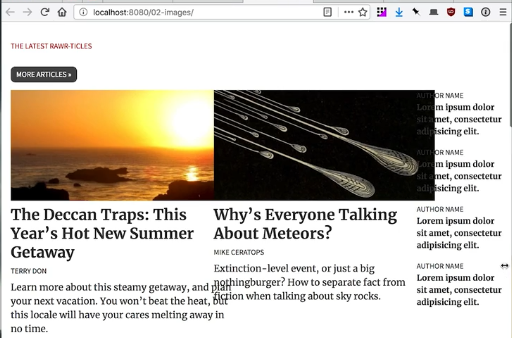 localhost:8080/02-images/
THE LATEST RAWR-TICLES
MORE ARTICLES »
The Deccan Traps: This
Year’s Hot New Summer
Getaway
TERRY DON
Learn more about this steamy getaway, and plan
your next vacation. You won’t beat the heat, but
this locale will have your cares melting away in
no time.
Why’s Everyone Talking
About Meteors?
MIKE CERATOPS
Extinction-level event, or just a big
nothingburger? How to separate fact from
fiction when talking about sky rocks.
AUTHOR NAME
Lorem ipsum dolor
sit amet, consectetur
adipisicing elit.
AUTHOR NAME
Lorem ipsum dolor
sit amet, consectetur
adipisicing elit.
AUTHOR NAME
Lorem ipsum dolor
sit amet, consectetur
adipisicing elit.
AUTHOR NAME
Lorem ipsum dolor
sit amet, consectetur
adipisicing elit.